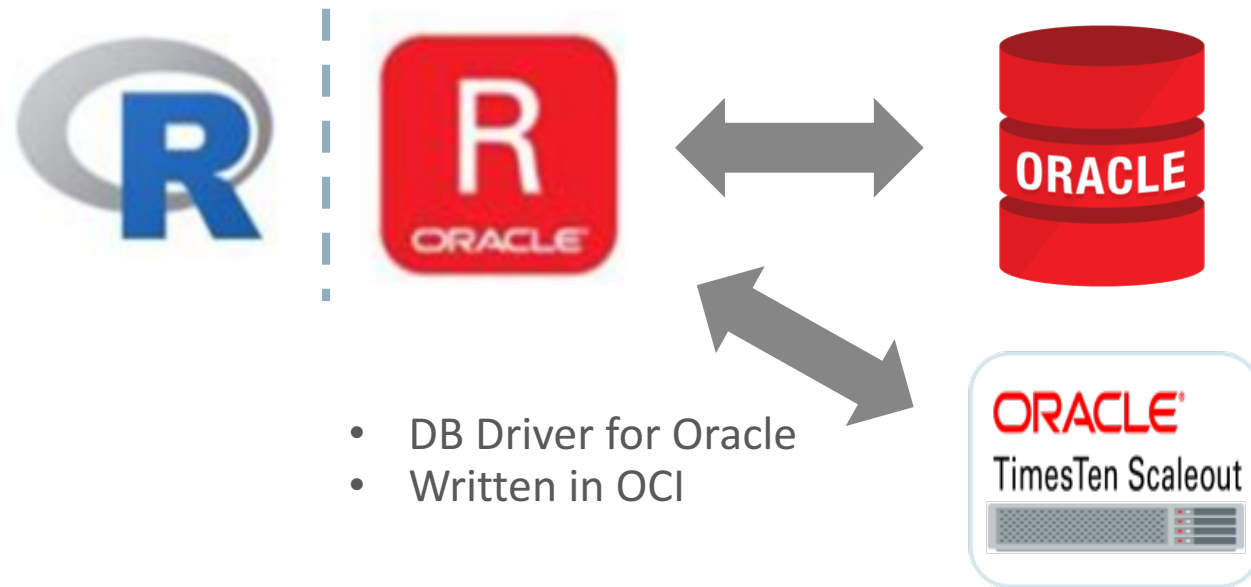 R
R
ORACLE
ORACLE
• DB Driver for Oracle
• Written in OCI
ORACLE®
TimesTen Scaleout